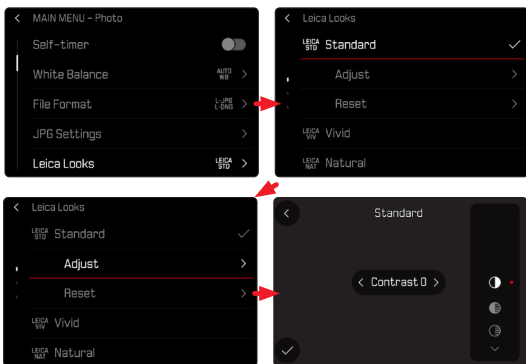 MAIN MENU - Photo
Self-timer
White Balance AUTO WB
File Format L-JPG L-DNG
JPG Settings
Leica Looks LEICA STD
Leica Looks
LEICA STD Standard
Adjust
Reset
LEICA VIV Vivid
LEICA NAT Natural
Leica Looks
LEICA STD Standard
Adjust
Reset
LEICA VIV Vivid
LEICA NAT Natural
Standard
Contrast 0